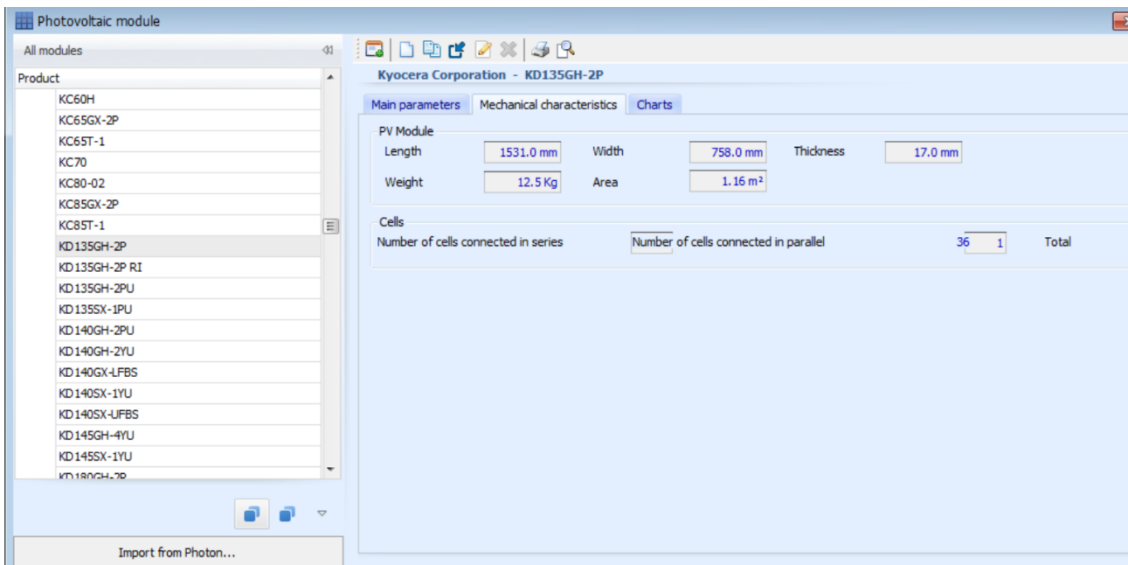 Photovoltaic module
All modules
Product
KC60H
KC65GX-2P
KC65T-1
KC70
KC80-02
KC85GX-2P
KC85T-1
KD135GH-2P
KD135GH-2P RI
KD135GH-2PU
KD135SX-1PU
KD140GH-2PU
KD140GH-2YU
KD140GX-LFBS
KD140SX-1YU
KD140SX-UFBS
KD145GH-4YU
KD145SX-1YU
KD180GH-2P
Import from Photon...
Kyocera Corporation - KD135GH-2P
Main parameters Mechanical characteristics Charts
PV Module
Length 1531.0 mm Width 758.0 mm Thickness 17.0 mm
Weight 12.5 Kg Area 1.16 m²
Cells
Number of cells connected in series Number of cells connected in parallel 36 1 Total